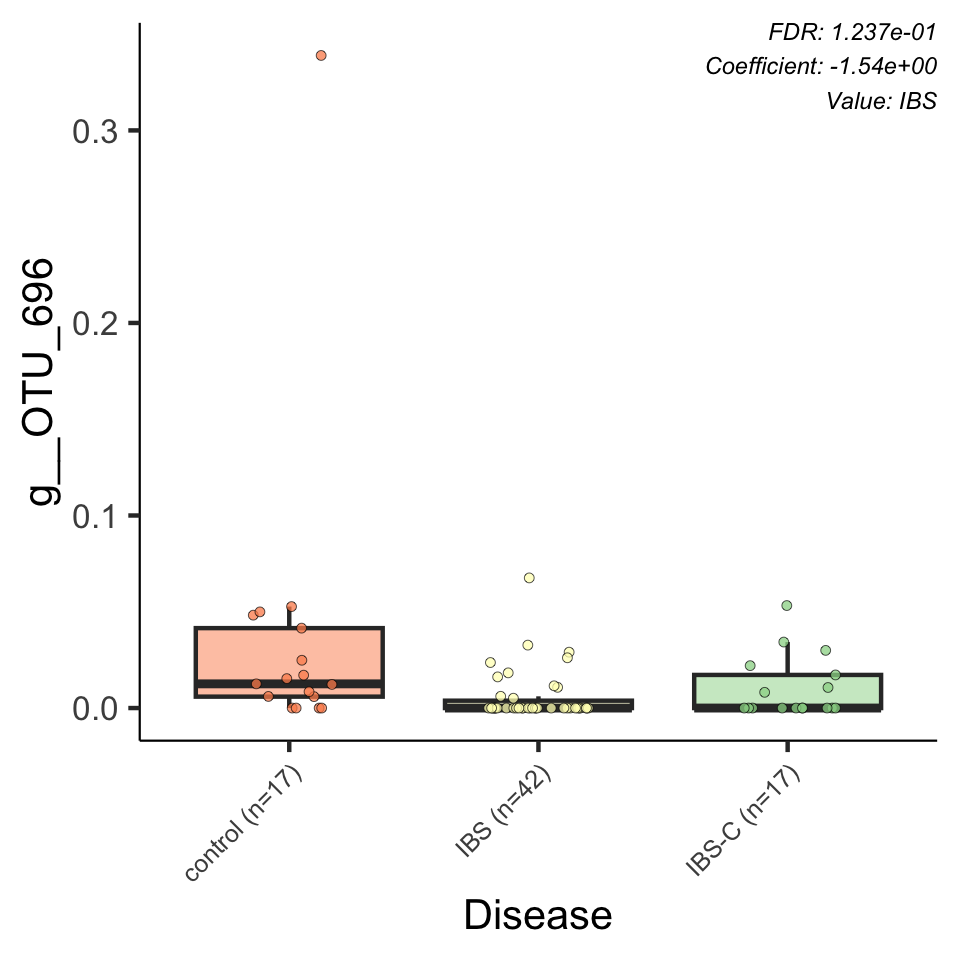 FDR: 1.237e-01
Coefficient: -1.54e+00
Value: IBS
g__OTU_696
0.3
0.2
0.1
0.0
control (n=17)
IBS (n=42)
IBS-C (n=17)
Disease